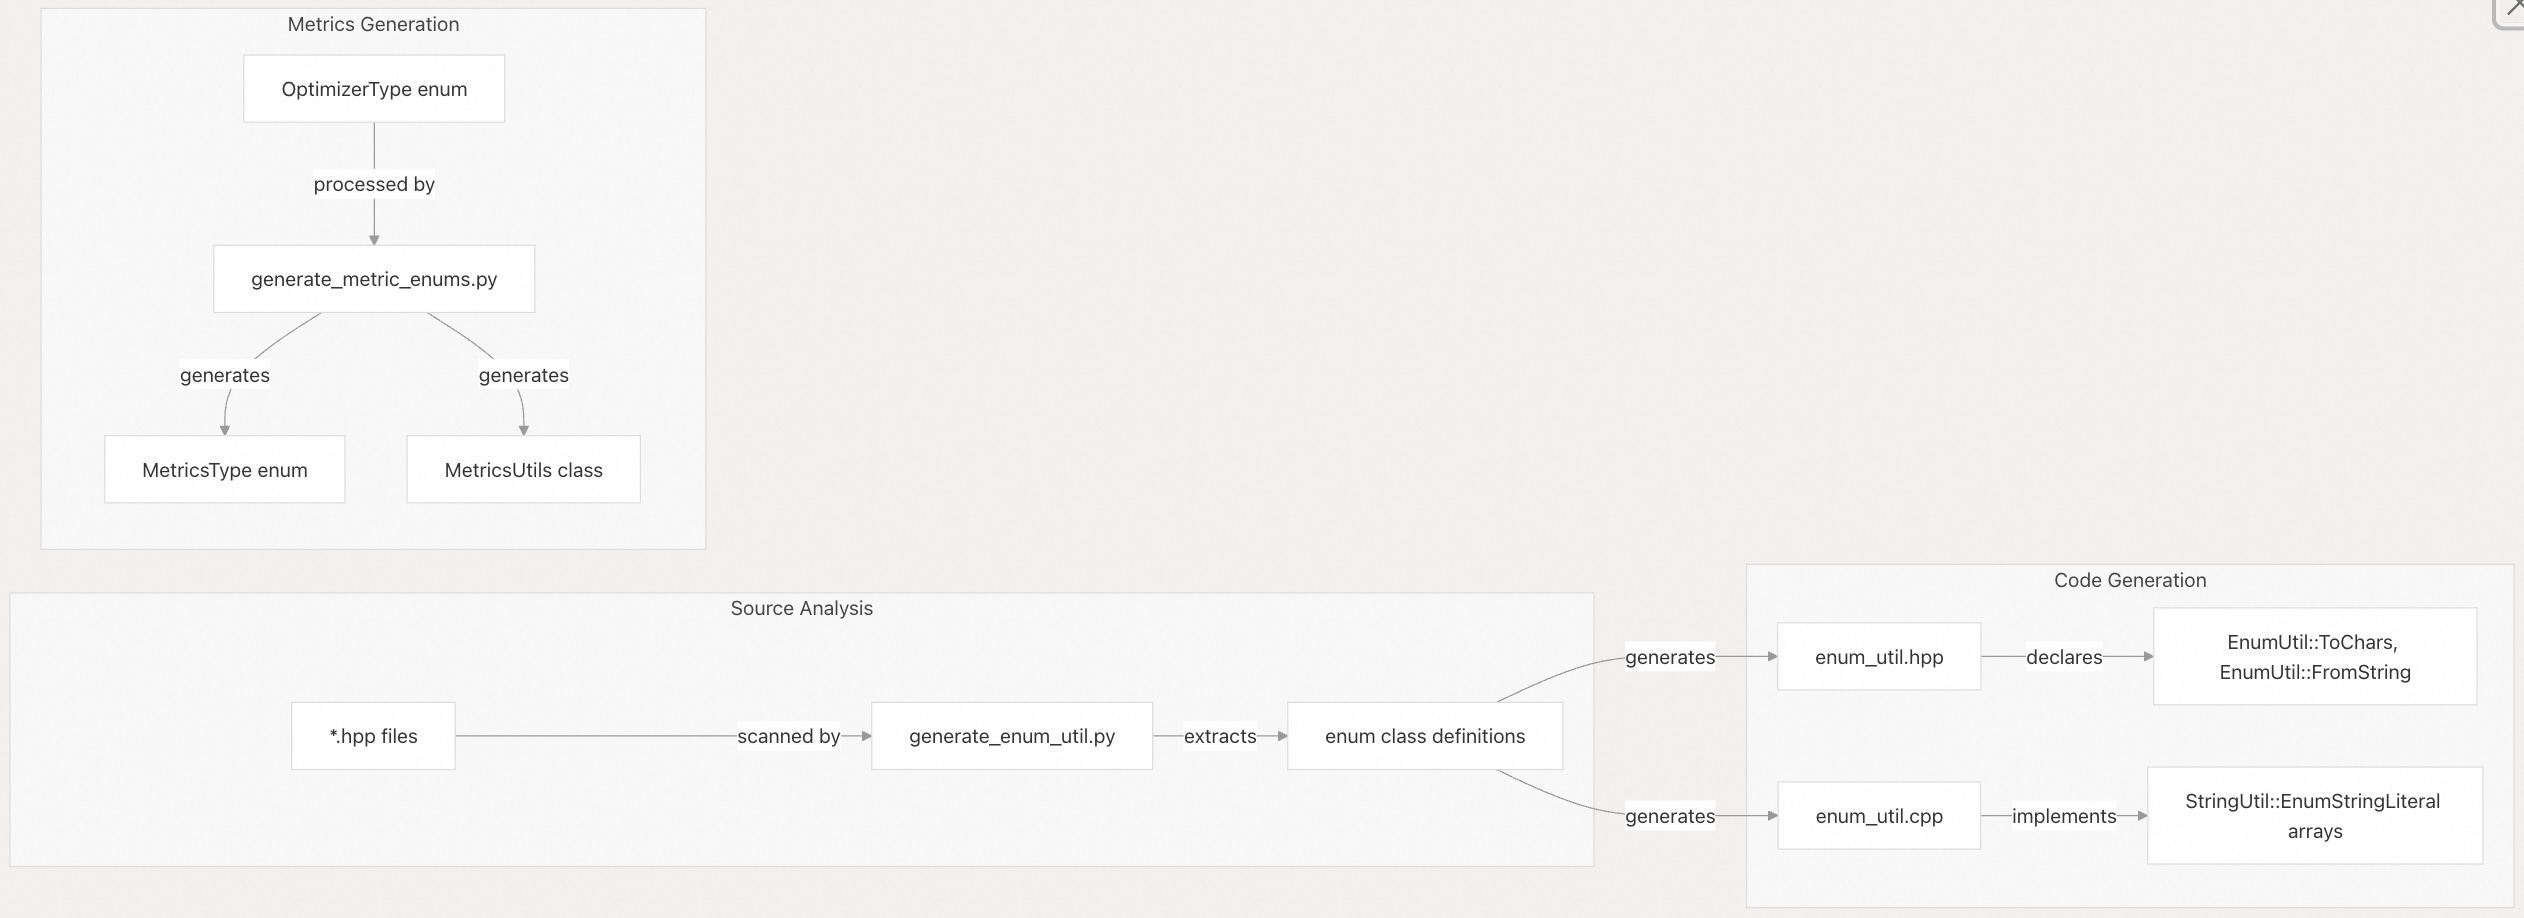 Metrics Generation
OptimizerType enum
processed by
generate_metric_enums.py
generates
generates
MetricsType enum
MetricsUtils class
Source Analysis
*.hpp files
scanned by
generate_enum_util.py
extracts
enum class definitions
generates
generates
Code Generation
enum_util.hpp
declares
EnumUtil::ToChars,
EnumUtil::FromString
enum_util.cpp
implements
StringUtil::EnumStringLiteral
arrays